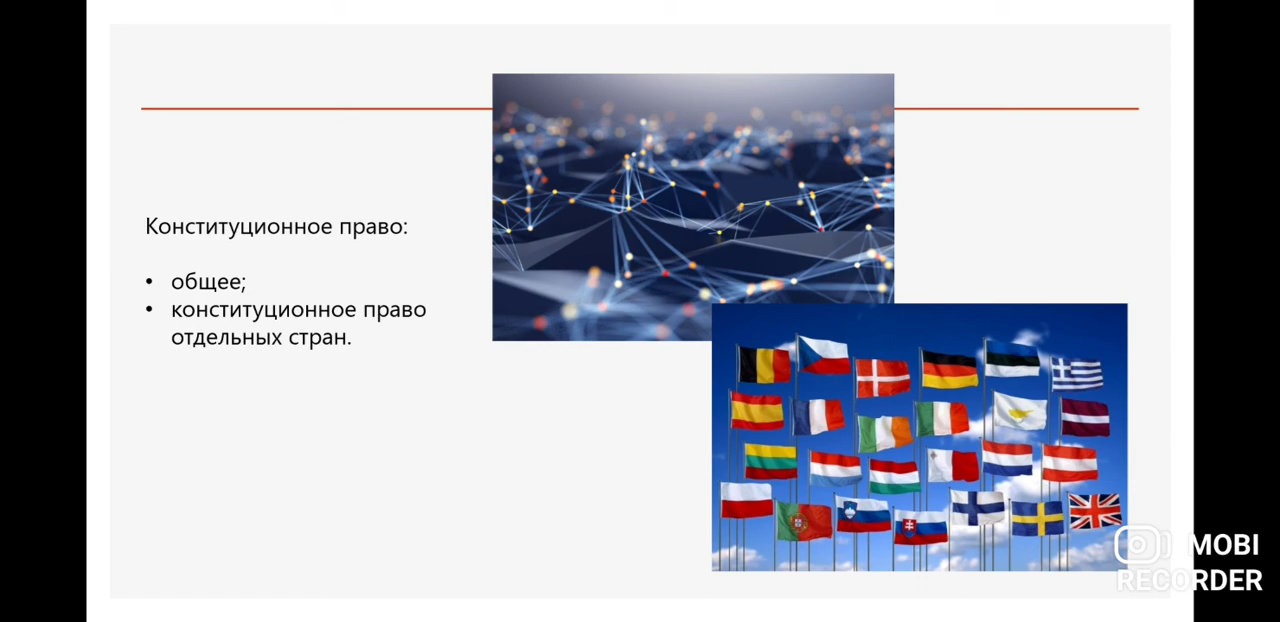 Конституционное право:
• общее;
• конституционное право
отдельных стран.
MOBI
RECORDER